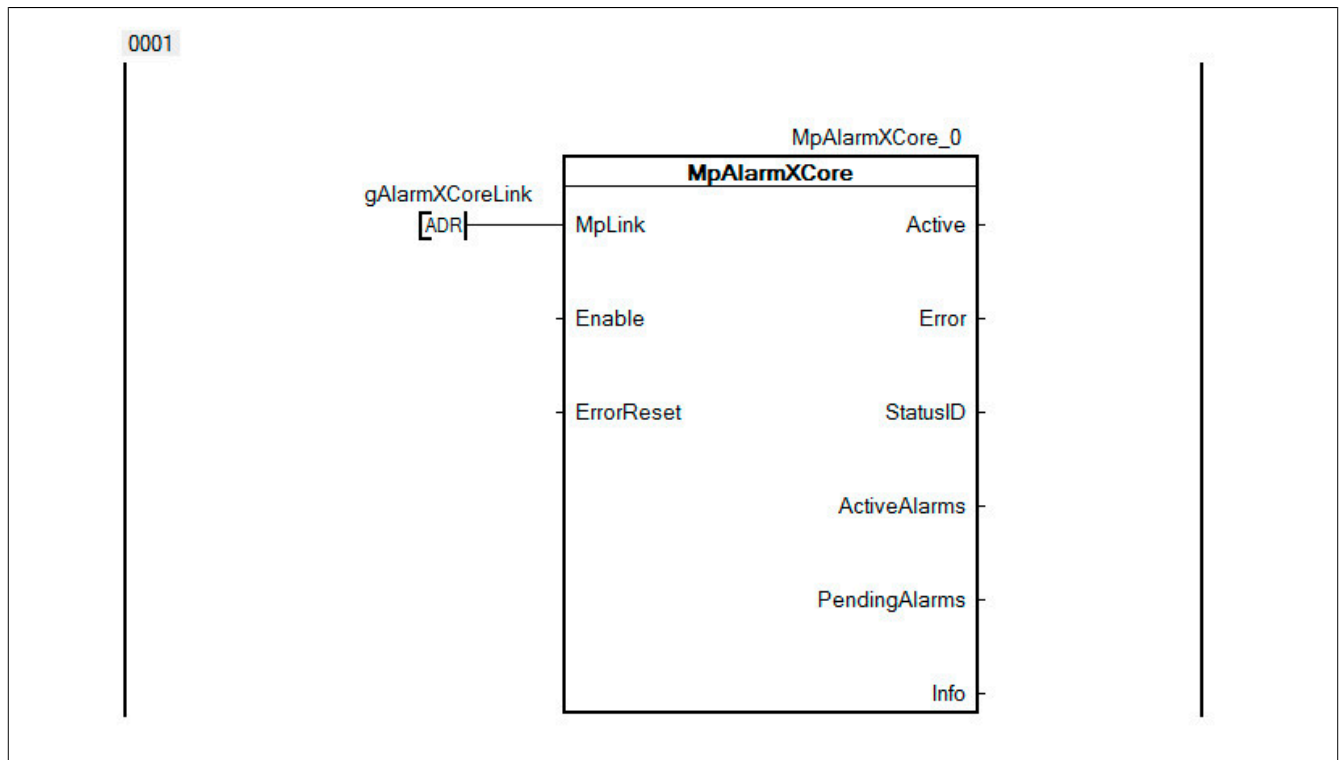 0001
MpAlarmXCore_0
MpAlarmXCore
gAlarmXCoreLink
ADR MpLink Active
Enable Error
ErrorReset StatusID
ActiveAlarms
PendingAlarms
Info